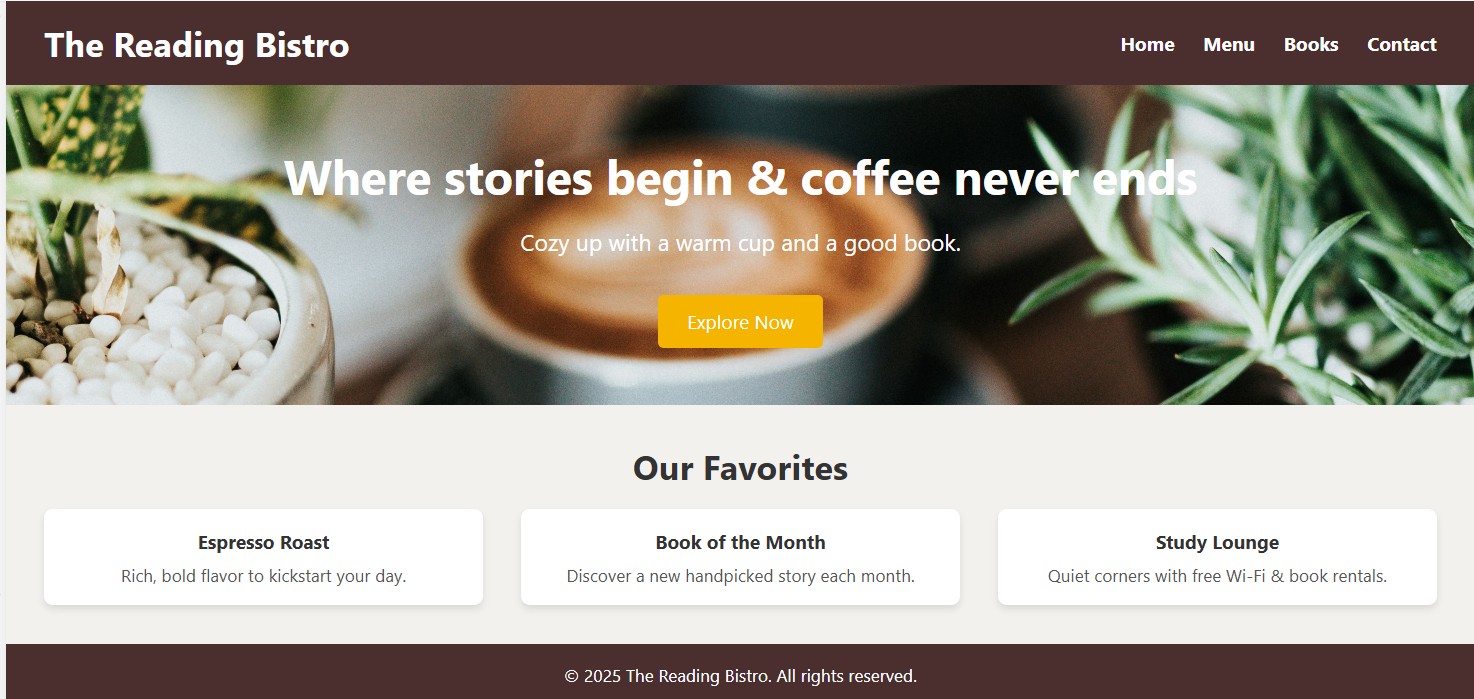 The Reading Bistro
Home Menu Books Contact
Where stories begin & coffee never ends
Cozy up with a warm cup and a good book.
Explore Now
Our Favorites
Espresso Roast
Rich, bold flavor to kickstart your day.
Book of the Month
Discover a new handpicked story each month.
Study Lounge
Quiet corners with free Wi-Fi & book rentals.
© 2025 The Reading Bistro. All rights reserved.